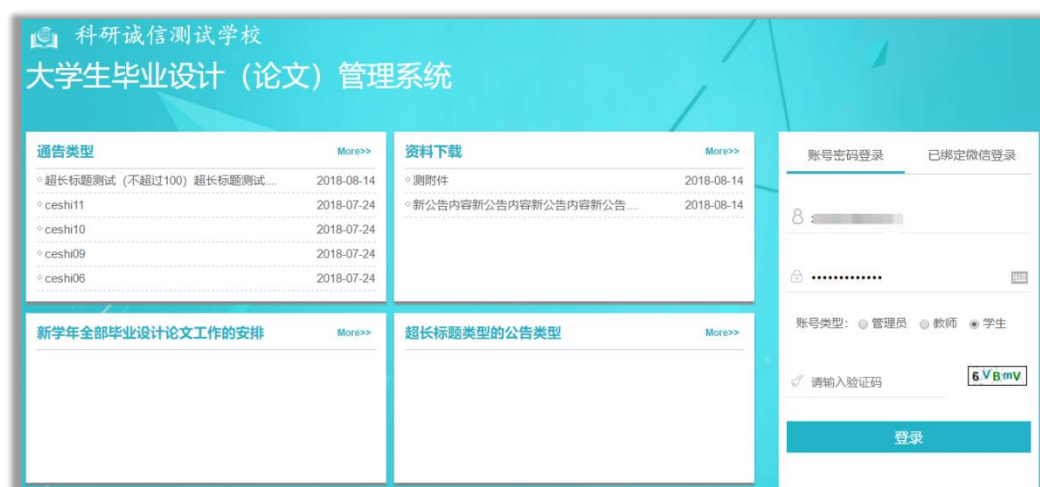 科研诚信测试学校
大学生毕业设计（论文）管理系统
通告类型 More>>
超长标题测试（不超过100）超长标题测试.... 2018-08-14
ceshi11 2018-07-24
ceshi10 2018-07-24
ceshi09 2018-07-24
ceshi06 2018-07-24
资料下载 More>>
测附件 2018-08-14
新公告内容新公告内容新公告内容新公告.... 2018-08-14
新学年全部毕业设计论文工作的安排 More>>
超长标题类型的公告类型 More>>
账号密码登录 已绑定微信登录
账号类型： 管理员 教师 学生
请输入验证码 6VBmV
登录